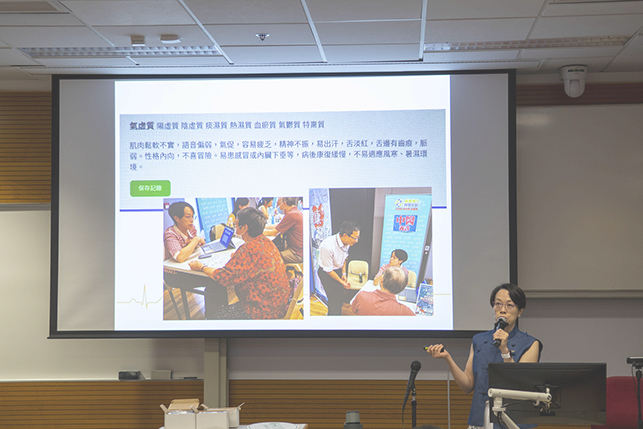 氣虛質 陽虛質 陰虛質 痰濕質 熱濕質 血瘀質 氣鬱質 特稟質
肌肉鬆軟不實，語音偏弱，氣促，容易疲乏，精神不振，易出汗，舌淡紅，舌邊有齒痕，脈
弱。性格內向，不喜冒險。易患感冒或內臟下垂等，病後康復緩慢，不易適應風寒、暑濕環
境。
保存記錄